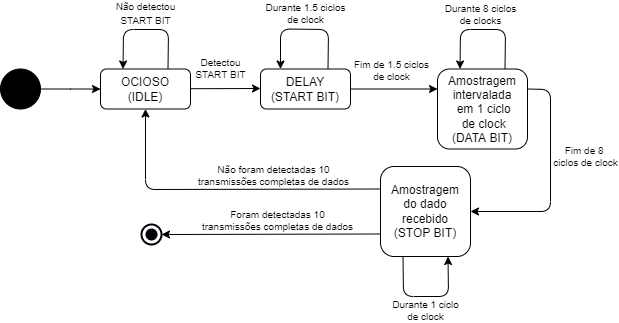 Não detectou
START BIT
Durante 1.5 ciclos
de clock
Durante 8 ciclos
de clocks
OCIOSO
(IDLE)
Detectou
START BIT
DELAY
(START BIT)
Fim de 1.5 ciclos
de clock
Amostragem
intervalada
em 1 ciclo
de clock
(DATA BIT)
Fim de 8
ciclos de clock
Não foram detectadas 10
transmissões completas de dados
Amostragem
do dado
recebido
(STOP BIT)
Foram detectadas 10
transmissões completas de dados
Durante 1 ciclo
de clock